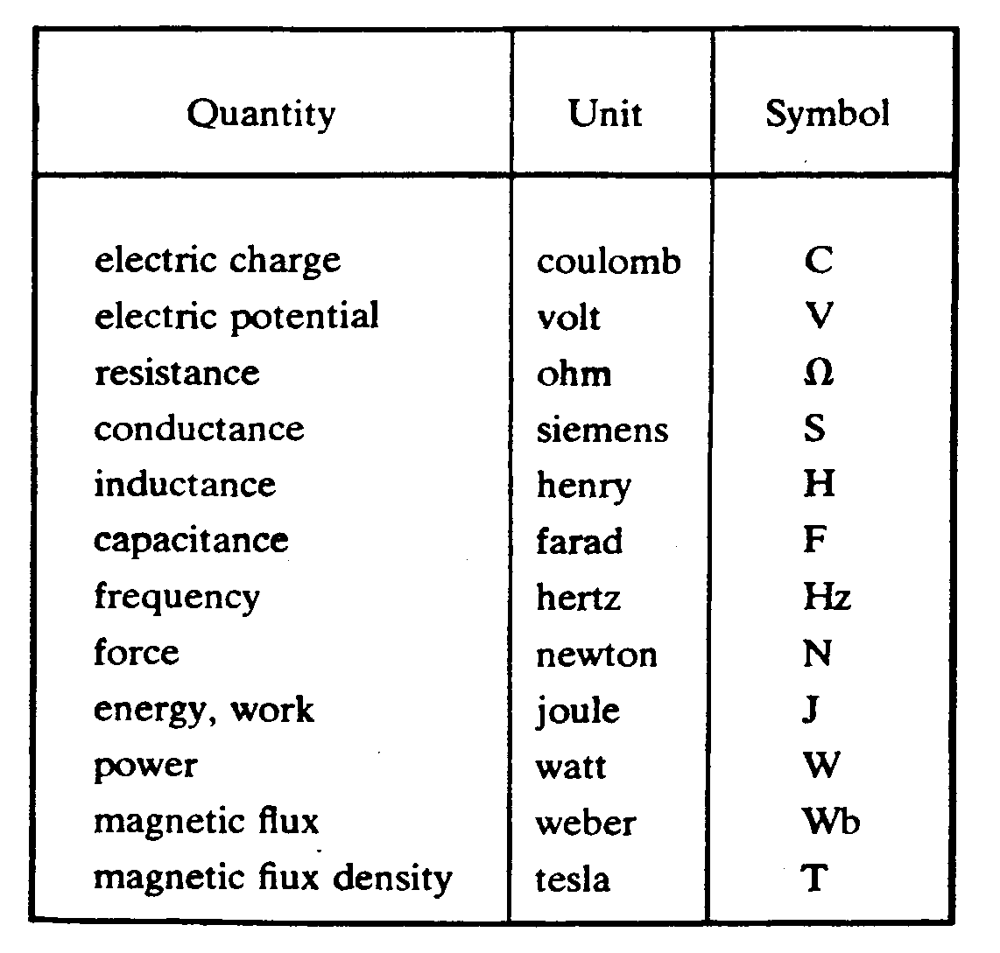 Quantity Unit Symbol
electric charge coulomb C
electric potential volt V
resistance ohm Ω
conductance siemens S
inductance henry H
capacitance farad F
frequency hertz Hz
force newton N
energy, work joule J
power watt W
magnetic flux weber Wb
magnetic fiux density tesla T